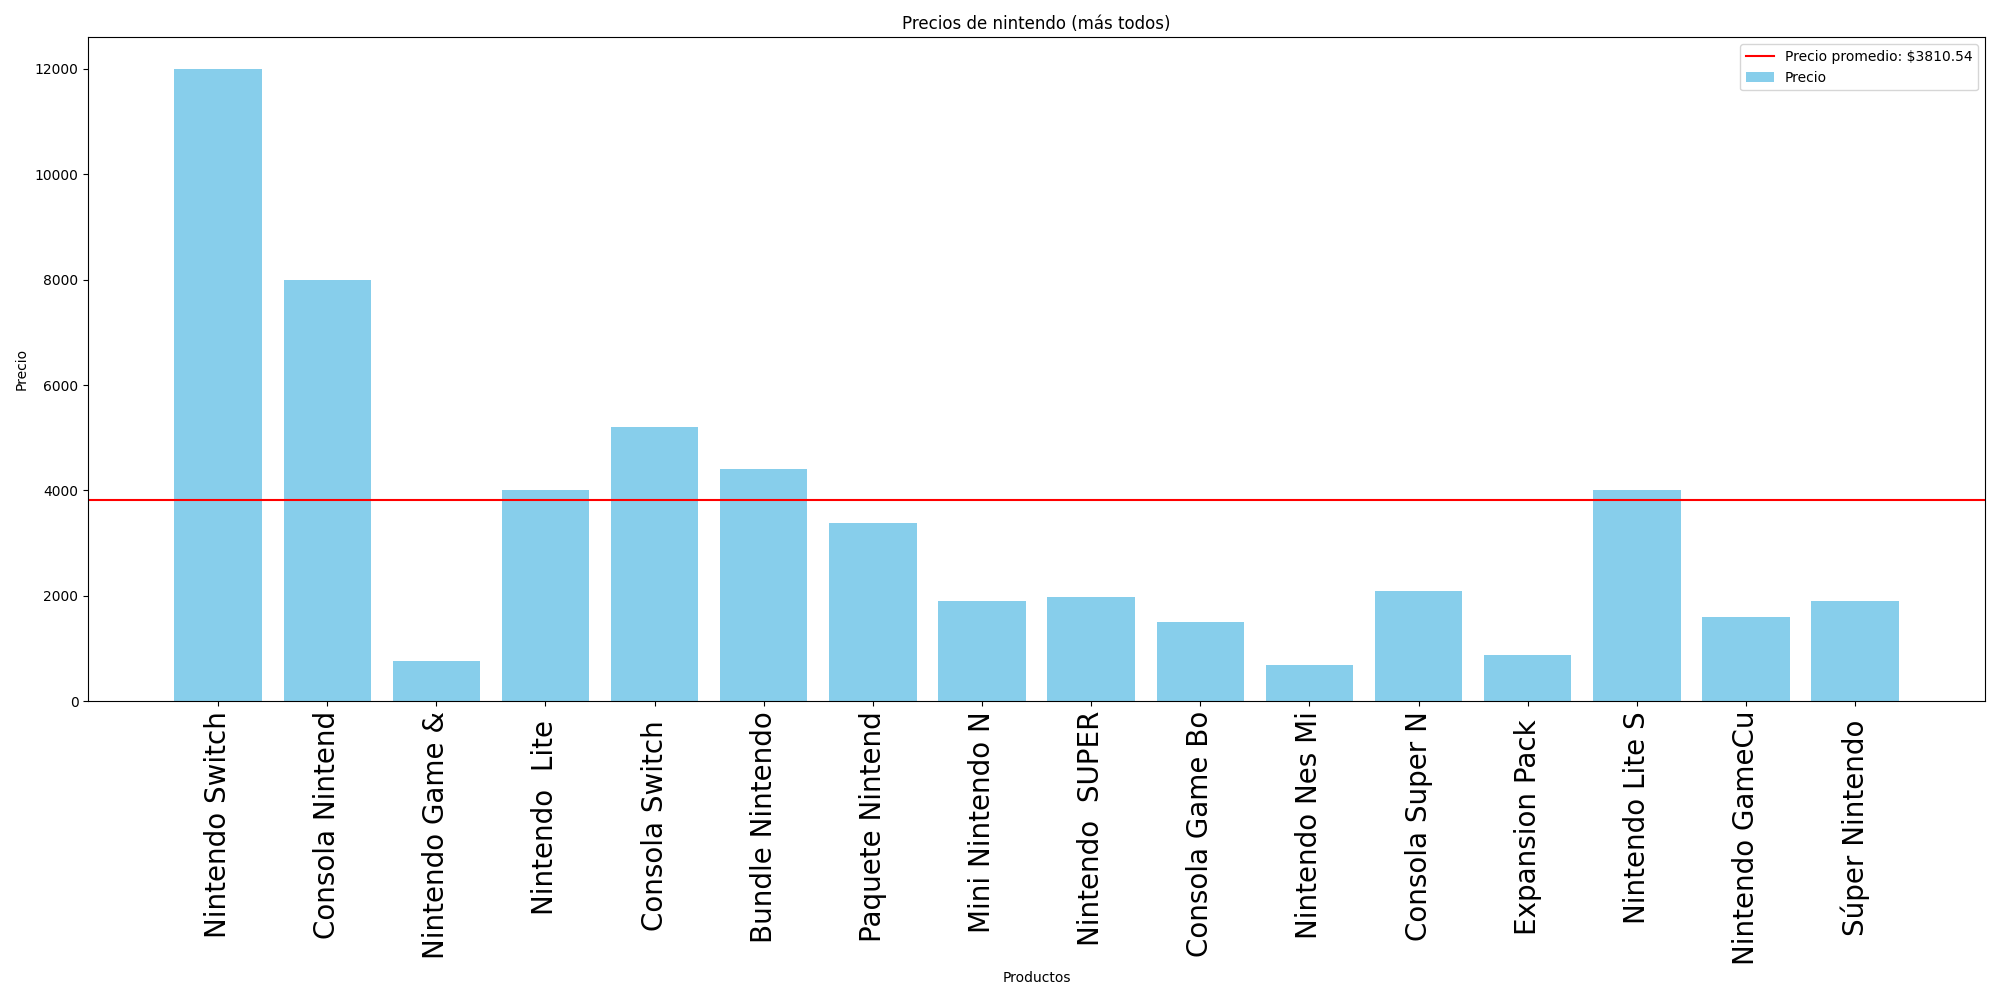 Precios de nintendo (más todos)
Precio promedio: $3810.54
Precio
12000
10000
8000
6000
4000
2000
0
Precio
Nintendo Switch
Consola Nintend
Nintendo Game &
Nintendo  Lite
Consola Switch
Bundle Nintendo
Paquete Nintend
Mini Nintendo N
Nintendo  SUPER
Consola Game Bo
Nintendo Nes Mi
Consola Super N
Expansion Pack
Nintendo Lite S
Nintendo GameCu
Súper Nintendo
Productos